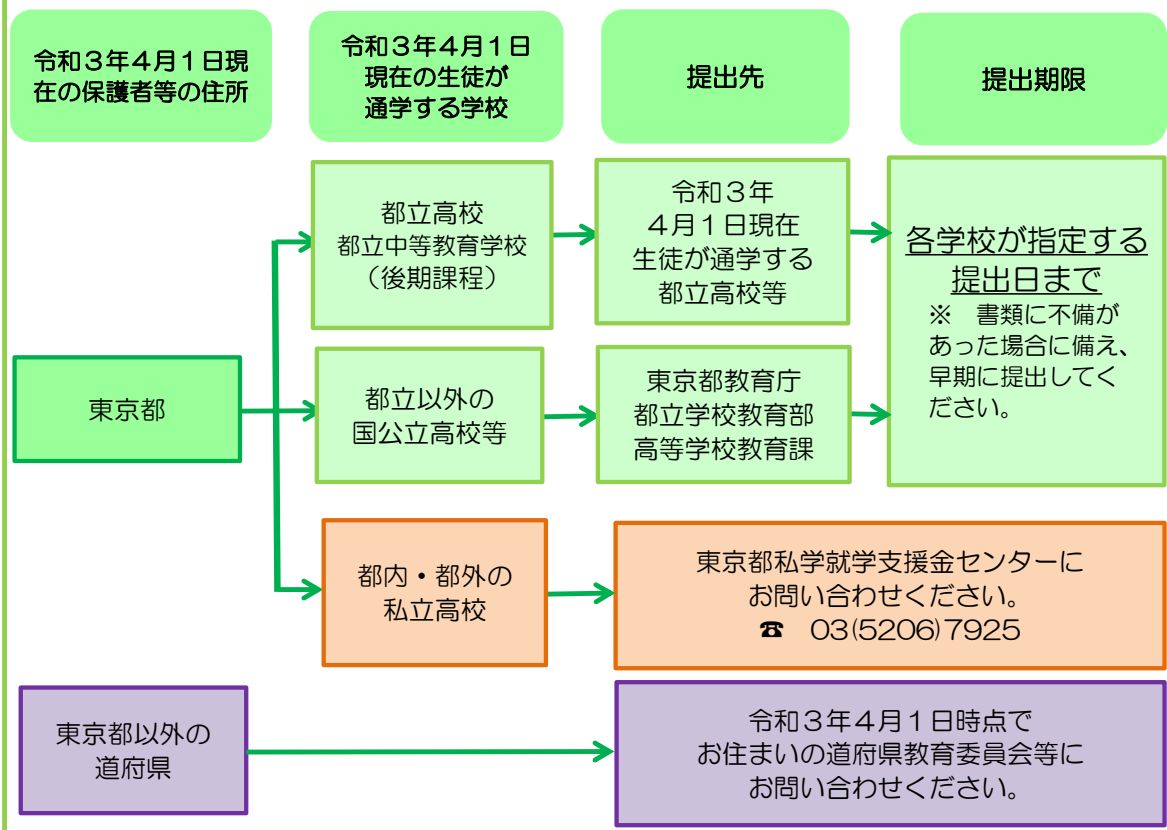 令和３年４月１日現
在の保護者等の住所
令和３年４月１日
現在の生徒が
通学する学校
提出先
提出期限
東京都
都立高校
都立中等教育学校
（後期課程）
令和３年
４月１日現在
生徒が通学する
都立高校等
各学校が指定する
提出日まで
※　書類に不備が
あった場合に備え、
早期に提出してく
ださい。
都立以外の
国公立高校等
東京都教育庁
都立学校教育部
高等学校教育課
都内・都外の
私立高校
東京都私学就学支援金センターに
お問い合わせください。
☎　03(5206)7925
東京都以外の
道府県
令和３年４月１日時点で
お住まいの道府県教育委員会等に
お問い合わせください。